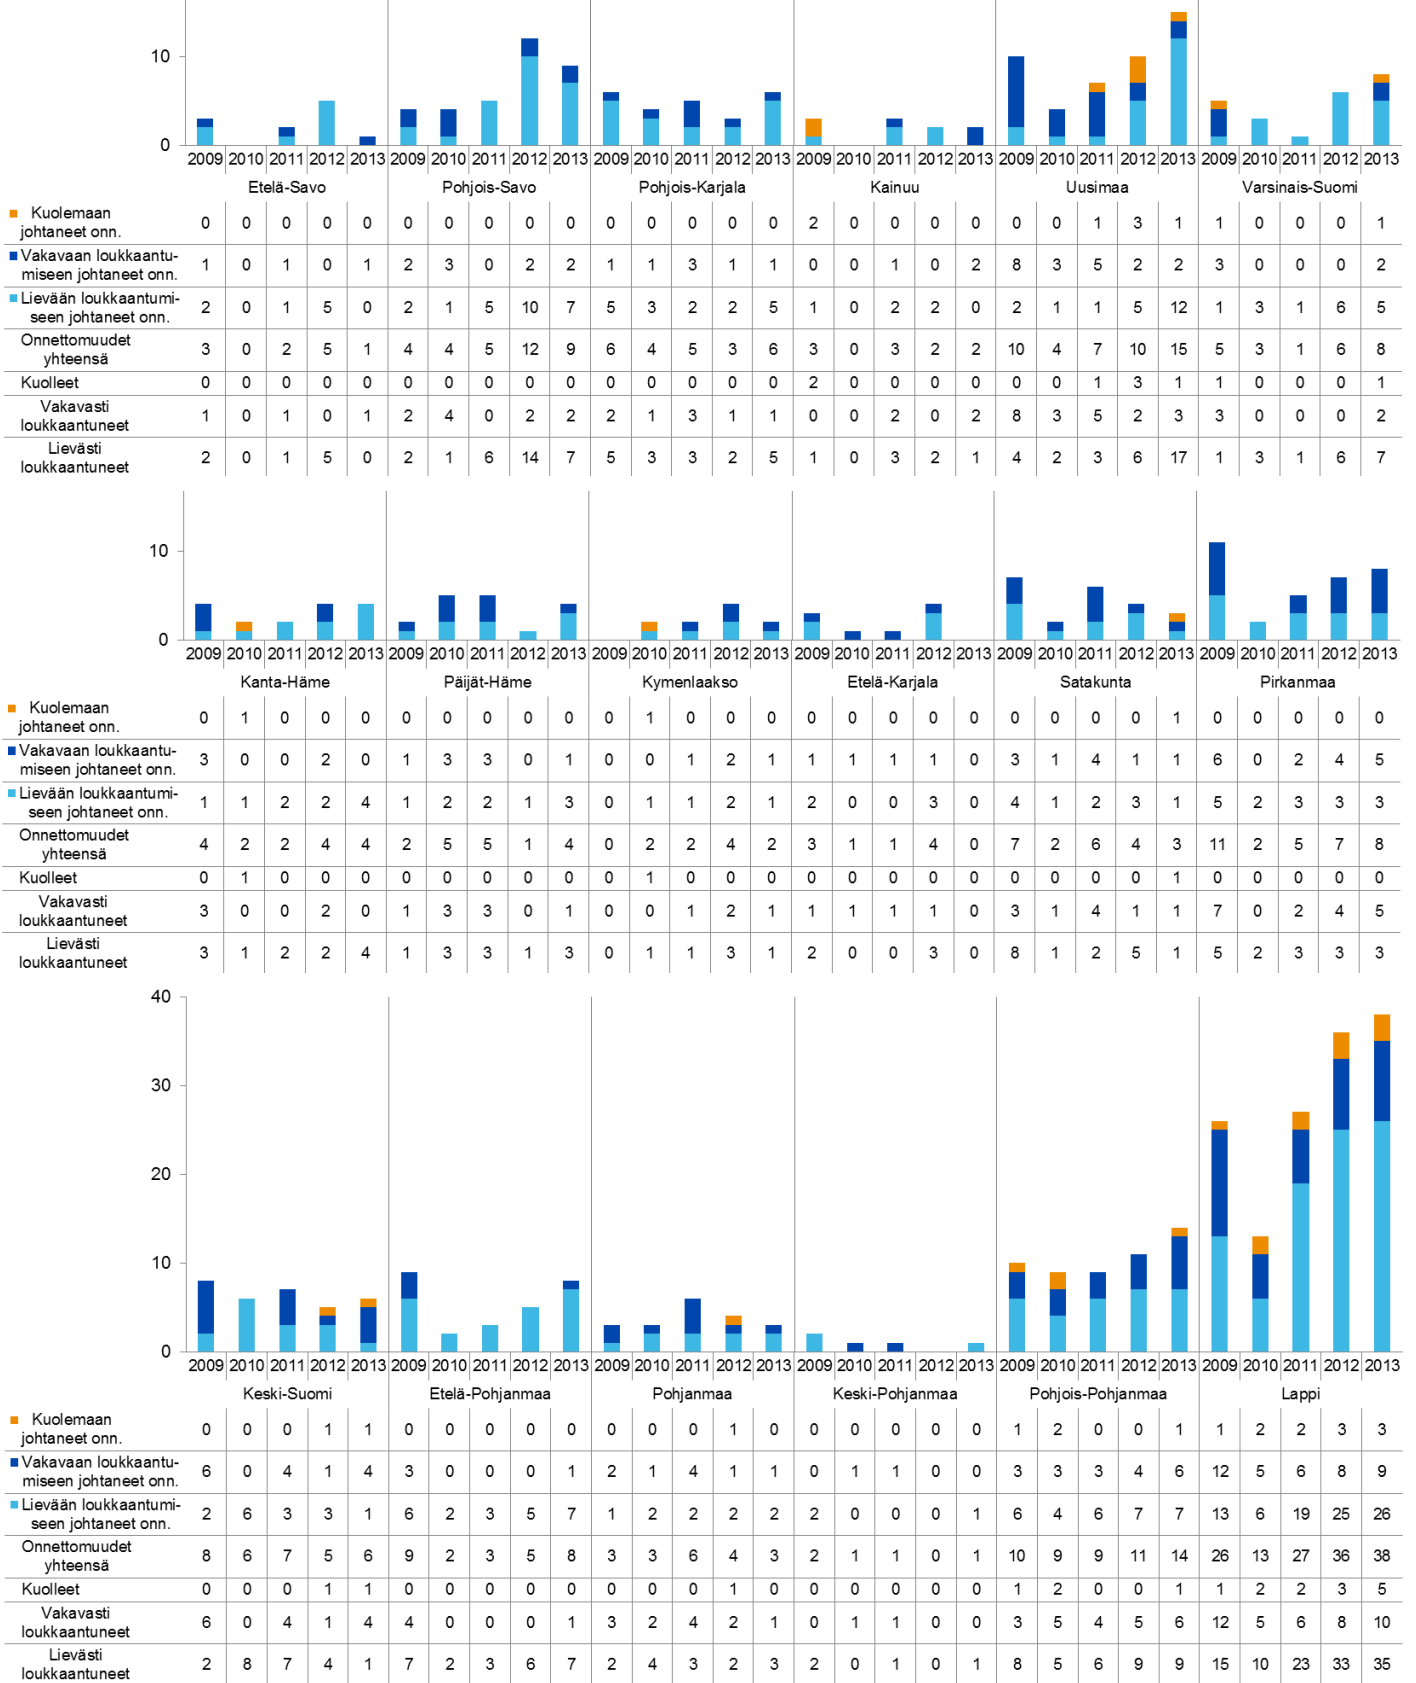 10
0
2009 2010 2011 2012 2013 2009 2010 2011 2012 2013 2009 2010 2011 2012 2013 2009 2010 2011 2012 2013 2009 2010 2011 2012 2013 2009 2010 2011 2012 2013
Etelä-Savo Pohjois-Savo Pohjois-Karjala Kainuu Uusimaa Varsinais-Suomi
Kuolemaan
johtaneet onn. 0 0 0 0 0 0 0 0 0 0 0 0 0 0 0 2 0 0 0 0 0 0 1 3 1 1 0 0 0 1
Vakavaan loukkaantu-
miseen johtaneet onn. 1 0 1 0 1 2 3 0 2 2 1 1 3 1 1 0 0 1 0 2 8 3 5 2 2 3 0 0 0 2
Lievään loukkaantumi-
seen johtaneet onn. 2 0 1 5 0 2 1 5 10 7 5 3 2 2 5 1 0 2 2 0 2 1 1 5 12 1 3 1 6 5
Onnettomuudet
yhteensä 3 0 2 5 1 4 4 5 12 9 6 4 5 3 6 3 0 3 2 2 10 4 7 10 15 5 3 1 6 8
Kuolleet 0 0 0 0 0 0 0 0 0 0 0 0 0 0 0 2 0 0 0 0 0 0 1 3 1 1 0 0 0 1
Vakavasti
loukkaantuneet 1 0 1 0 1 2 4 0 2 2 2 1 3 1 1 0 0 2 0 2 8 3 5 2 3 3 0 0 0 2
Lievästi
loukkaantuneet 2 0 1 5 0 2 1 6 14 7 5 3 3 2 5 1 0 3 2 1 4 2 3 6 17 1 3 1 6 7
10
0
2009 2010 2011 2012 2013 2009 2010 2011 2012 2013 2009 2010 2011 2012 2013 2009 2010 2011 2012 2013 2009 2010 2011 2012 2013 2009 2010 2011 2012 2013
Kanta-Häme Päijät-Häme Kymenlaakso Etelä-Karjala Satakunta Pirkanmaa
Kuolemaan
johtaneet onn. 0 1 0 0 0 0 0 0 0 0 0 1 0 0 0 0 0 0 0 0 0 0 0 0 1 0 0 0 0 0
Vakavaan loukkaantu-
miseen johtaneet onn. 3 0 0 2 0 1 3 3 0 1 0 0 1 2 1 1 1 1 1 0 3 1 4 1 1 6 0 2 4 5
Lievään loukkaantumi-
seen johtaneet onn. 1 1 2 2 4 1 2 2 1 3 0 1 1 2 1 2 0 0 3 0 4 1 2 3 1 5 2 3 3 3
Onnettomuudet
yhteensä 4 2 2 4 4 2 5 5 1 4 0 2 2 4 2 3 1 1 4 0 7 2 6 4 3 11 2 5 7 8
Kuolleet 0 1 0 0 0 0 0 0 0 0 0 1 0 0 0 0 0 0 0 0 0 0 0 0 1 0 0 0 0 0
Vakavasti
loukkaantuneet 3 0 0 2 0 1 3 3 0 1 0 0 1 2 1 1 1 1 1 0 3 1 4 1 1 7 0 2 4 5
Lievästi
loukkaantuneet 3 1 2 2 4 1 3 3 1 3 0 1 1 3 1 2 0 0 3 0 8 1 2 5 1 5 2 3 3 3
40
30
20
10
0
2009 2010 2011 2012 2013 2009 2010 2011 2012 2013 2009 2010 2011 2012 2013 2009 2010 2011 2012 2013 2009 2010 2011 2012 2013 2009 2010 2011 2012 2013
Keski-Suomi Etelä-Pohjanmaa Pohjanmaa Keski-Pohjanmaa Pohjois-Pohjanmaa Lappi
Kuolemaan
johtaneet onn. 0 0 0 1 1 0 0 0 0 0 0 0 0 1 0 0 0 0 0 0 1 2 0 0 1 1 2 2 3 3
Vakavaan loukkaantu-
miseen johtaneet onn. 6 0 4 1 4 3 0 0 0 1 2 1 4 1 1 0 1 1 0 0 3 3 3 4 6 12 5 6 8 9
Lievään loukkaantumi-
seen johtaneet onn. 2 6 3 3 1 6 2 3 5 7 1 2 2 2 2 2 0 0 0 1 6 4 6 7 7 13 6 19 25 26
Onnettomuudet
yhteensä 8 6 7 5 6 9 2 3 5 8 3 3 6 4 3 2 1 1 0 1 10 9 9 11 14 26 13 27 36 38
Kuolleet 0 0 0 1 1 0 0 0 0 0 0 0 0 1 0 0 0 0 0 0 1 2 0 0 1 1 2 2 3 5
Vakavasti
loukkaantuneet 6 0 4 1 4 4 0 0 0 1 3 2 4 2 1 0 1 1 0 0 3 5 4 5 6 12 5 6 8 10
Lievästi
loukkaantuneet 2 8 7 4 1 7 2 3 6 7 2 4 3 2 3 2 0 1 0 1 8 5 6 9 9 15 10 23 33 35